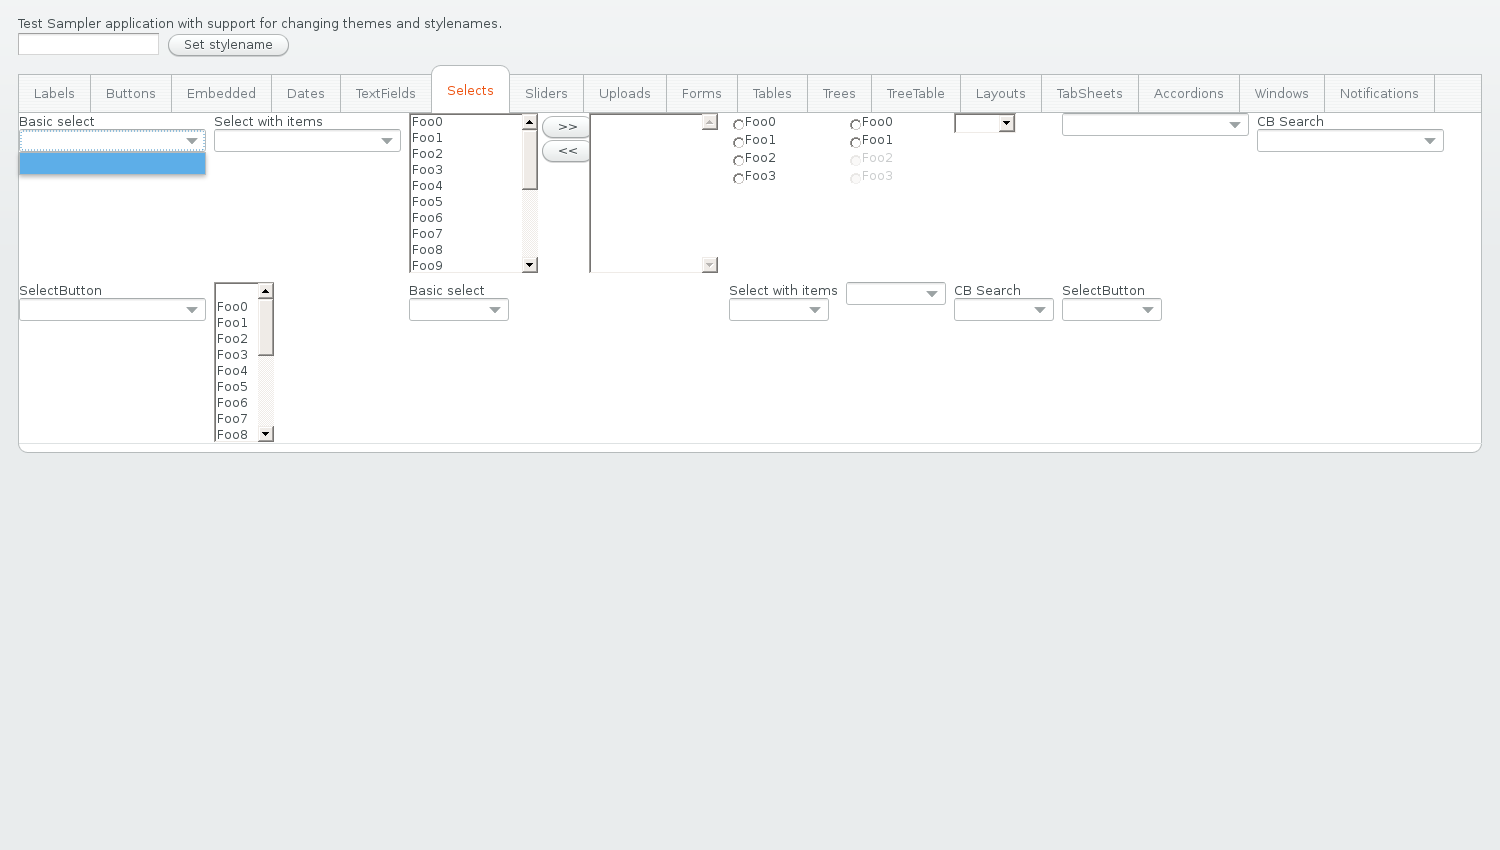 Test Sampler application with support for changing themes and stylenames.
Set stylename
Labels Buttons Embedded Dates TextFields Selects Sliders Uploads Forms Tables Trees TreeTable Layouts TabSheets Accordions Windows Notifications
Basic select
Select with items
Foo0
Foo1
Foo2
Foo3
Foo4
Foo5
Foo6
Foo7
Foo8
Foo9
>>
<<
Foo0
Foo1
Foo2
Foo3
Foo0
Foo1
Foo2
Foo3
CB Search
SelectButton
Foo0
Foo1
Foo2
Foo3
Foo4
Foo5
Foo6
Foo7
Foo8
Basic select
Select with items
CB Search
SelectButton